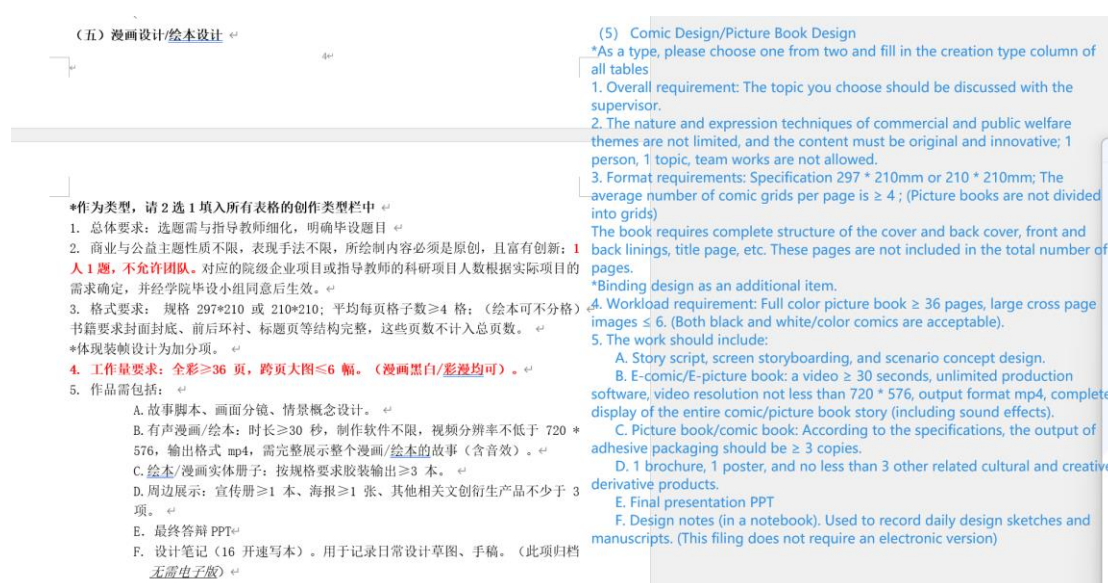 （五）漫画设计/绘本设计
4
*作为类型，请 2 选 1 填入所有表格的创作类型栏中
1. 总体要求：选题需与指导教师细化，明确毕设题目
2. 商业与公益主题性质不限，表现手法不限，所绘制内容必须是原创，且富有创新；1
人 1 题，不允许团队。对应的院级企业项目或指导教师的科研项目人数根据实际项目的
需求确定，并经学院毕设小组同意后生效。
3. 格式要求： 规格 297*210 或 210*210；平均每页格子数≥4 格；（绘本可不分格）
书籍要求封面封底、前后环衬、标题页等结构完整，这些页数不计入总页数。
*体现装帧设计为加分项。
4. 工作量要求：全彩≥36 页，跨页大图≤6 幅。（漫画黑白/彩漫均可）。
5. 作品需包括：
A.故事脚本、画面分镜、情景概念设计。
B.有声漫画/绘本：时长≥30 秒，制作软件不限，视频分辨率不低于 720 *
576，输出格式 mp4，需完整展示整个漫画/绘本的故事（含音效）。
C.绘本/漫画实体册子：按规格要求胶装输出≥3 本。
D.周边展示：宣传册≥1 本、海报≥1 张、其他相关文创衍生产品不少于 3
项。
E. 最终答辩 PPT
F. 设计笔记（16 开速写本）。用于记录日常设计草图、手稿。（此项归档
无需电子版）
(5) Comic Design/Picture Book Design
*As a type, please choose one from two and fill in the creation type column of
all tables
1. Overall requirement: The topic you choose should be discussed with the
supervisor.
2. The nature and expression techniques of commercial and public welfare
themes are not limited, and the content must be original and innovative; 1
person, 1 topic, team works are not allowed.
3. Format requirements: Specification 297 * 210mm or 210 * 210mm; The
average number of comic grids per page is ≥ 4 ; (Picture books are not divided
into grids)
The book requires complete structure of the cover and back cover, front and
back linings, title page, etc. These pages are not included in the total number of
pages.
*Binding design as an additional item.
4. Workload requirement: Full color picture book ≥ 36 pages, large cross page
images ≤ 6. (Both black and white/color comics are acceptable).
5. The work should include:
A. Story script, screen storyboarding, and scenario concept design.
B. E-comic/E-picture book: a video ≥ 30 seconds, unlimited production
software, video resolution not less than 720 * 576, output format mp4, complete
display of the entire comic/picture book story (including sound effects).
C. Picture book/comic book: According to the specifications, the output of
adhesive packaging should be ≥ 3 copies.
D. 1 brochure, 1 poster, and no less than 3 other related cultural and creative
derivative products.
E. Final presentation PPT
F. Design notes (in a notebook). Used to record daily design sketches and
manuscripts. (This filing does not require an electronic version)